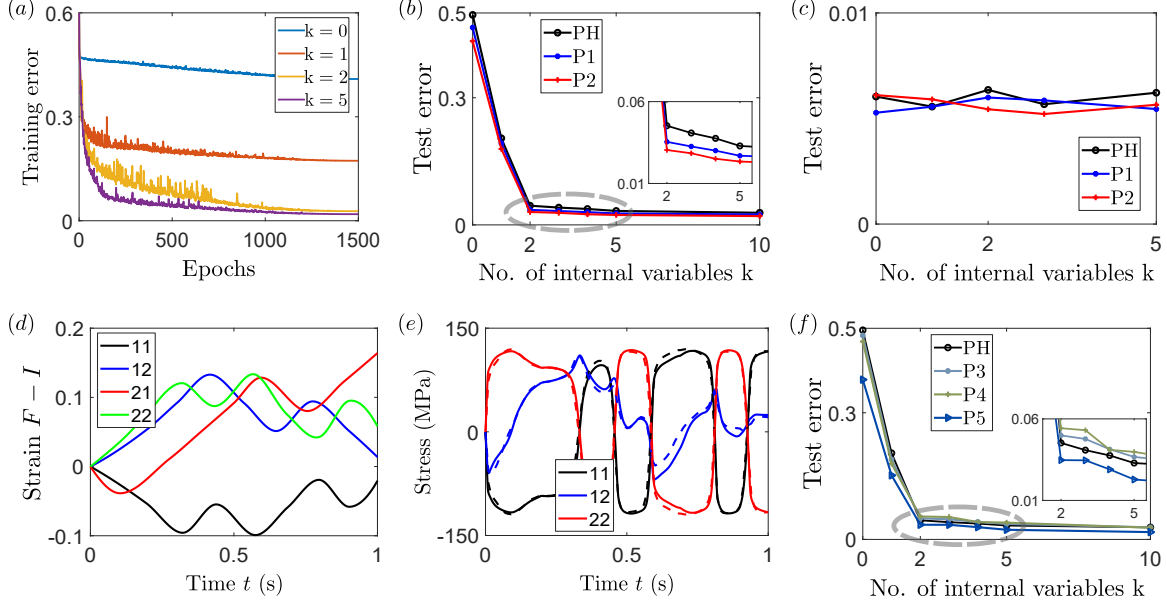 (a)
0.6
0.3
0
Training error
k = 0
k = 1
k = 2
k = 5
0
500
1000
1500
Epochs
(b)
0.5
0.3
0
Test error
PH
P1
P2
0.06
0.01
2
5
0
2
5
10
No. of internal variables k
(c)
0.01
0
Test error
PH
P1
P2
0
2
5
No. of internal variables k
(d)
0.2
0.1
0
-0.1
Strain F − I
11
12
21
22
0
0.5
1
Time t (s)
(e)
150
0
-150
Stress (MPa)
11
12
22
0
0.5
1
Time t (s)
(f)
0.5
0.3
0
Test error
PH
P3
P4
P5
0.06
0.01
2
5
0
2
5
10
No. of internal variables k